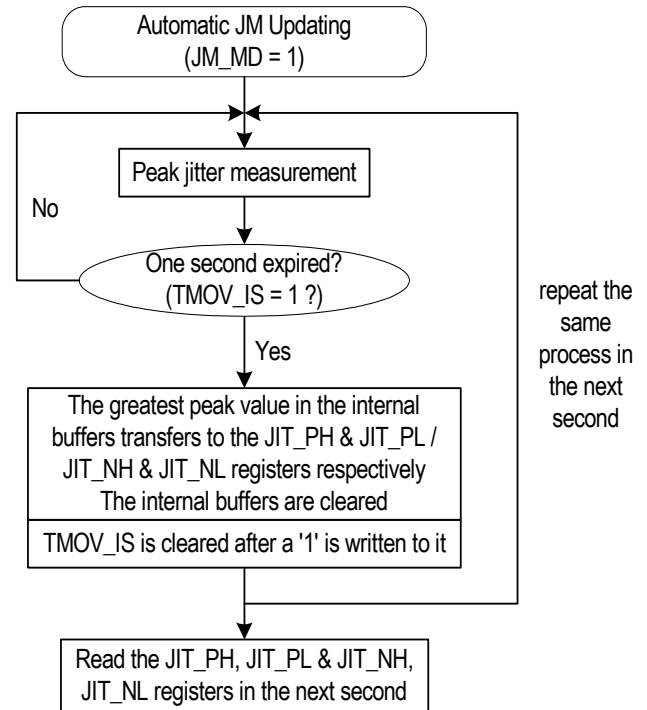 Automatic JM Updating
(JM_MD = 1)
Peak jitter measurement
No
One second expired?
(TMOV_IS = 1 ?)
repeat the
same
process in
the next
second
Yes
The greatest peak value in the internal
buffers transfers to the JIT_PH & JIT_PL /
JIT_NH & JIT_NL registers respectively
The internal buffers are cleared
TMOV_IS is cleared after a '1' is written to it
Read the JIT_PH, JIT_PL & JIT_NH,
JIT_NL registers in the next second